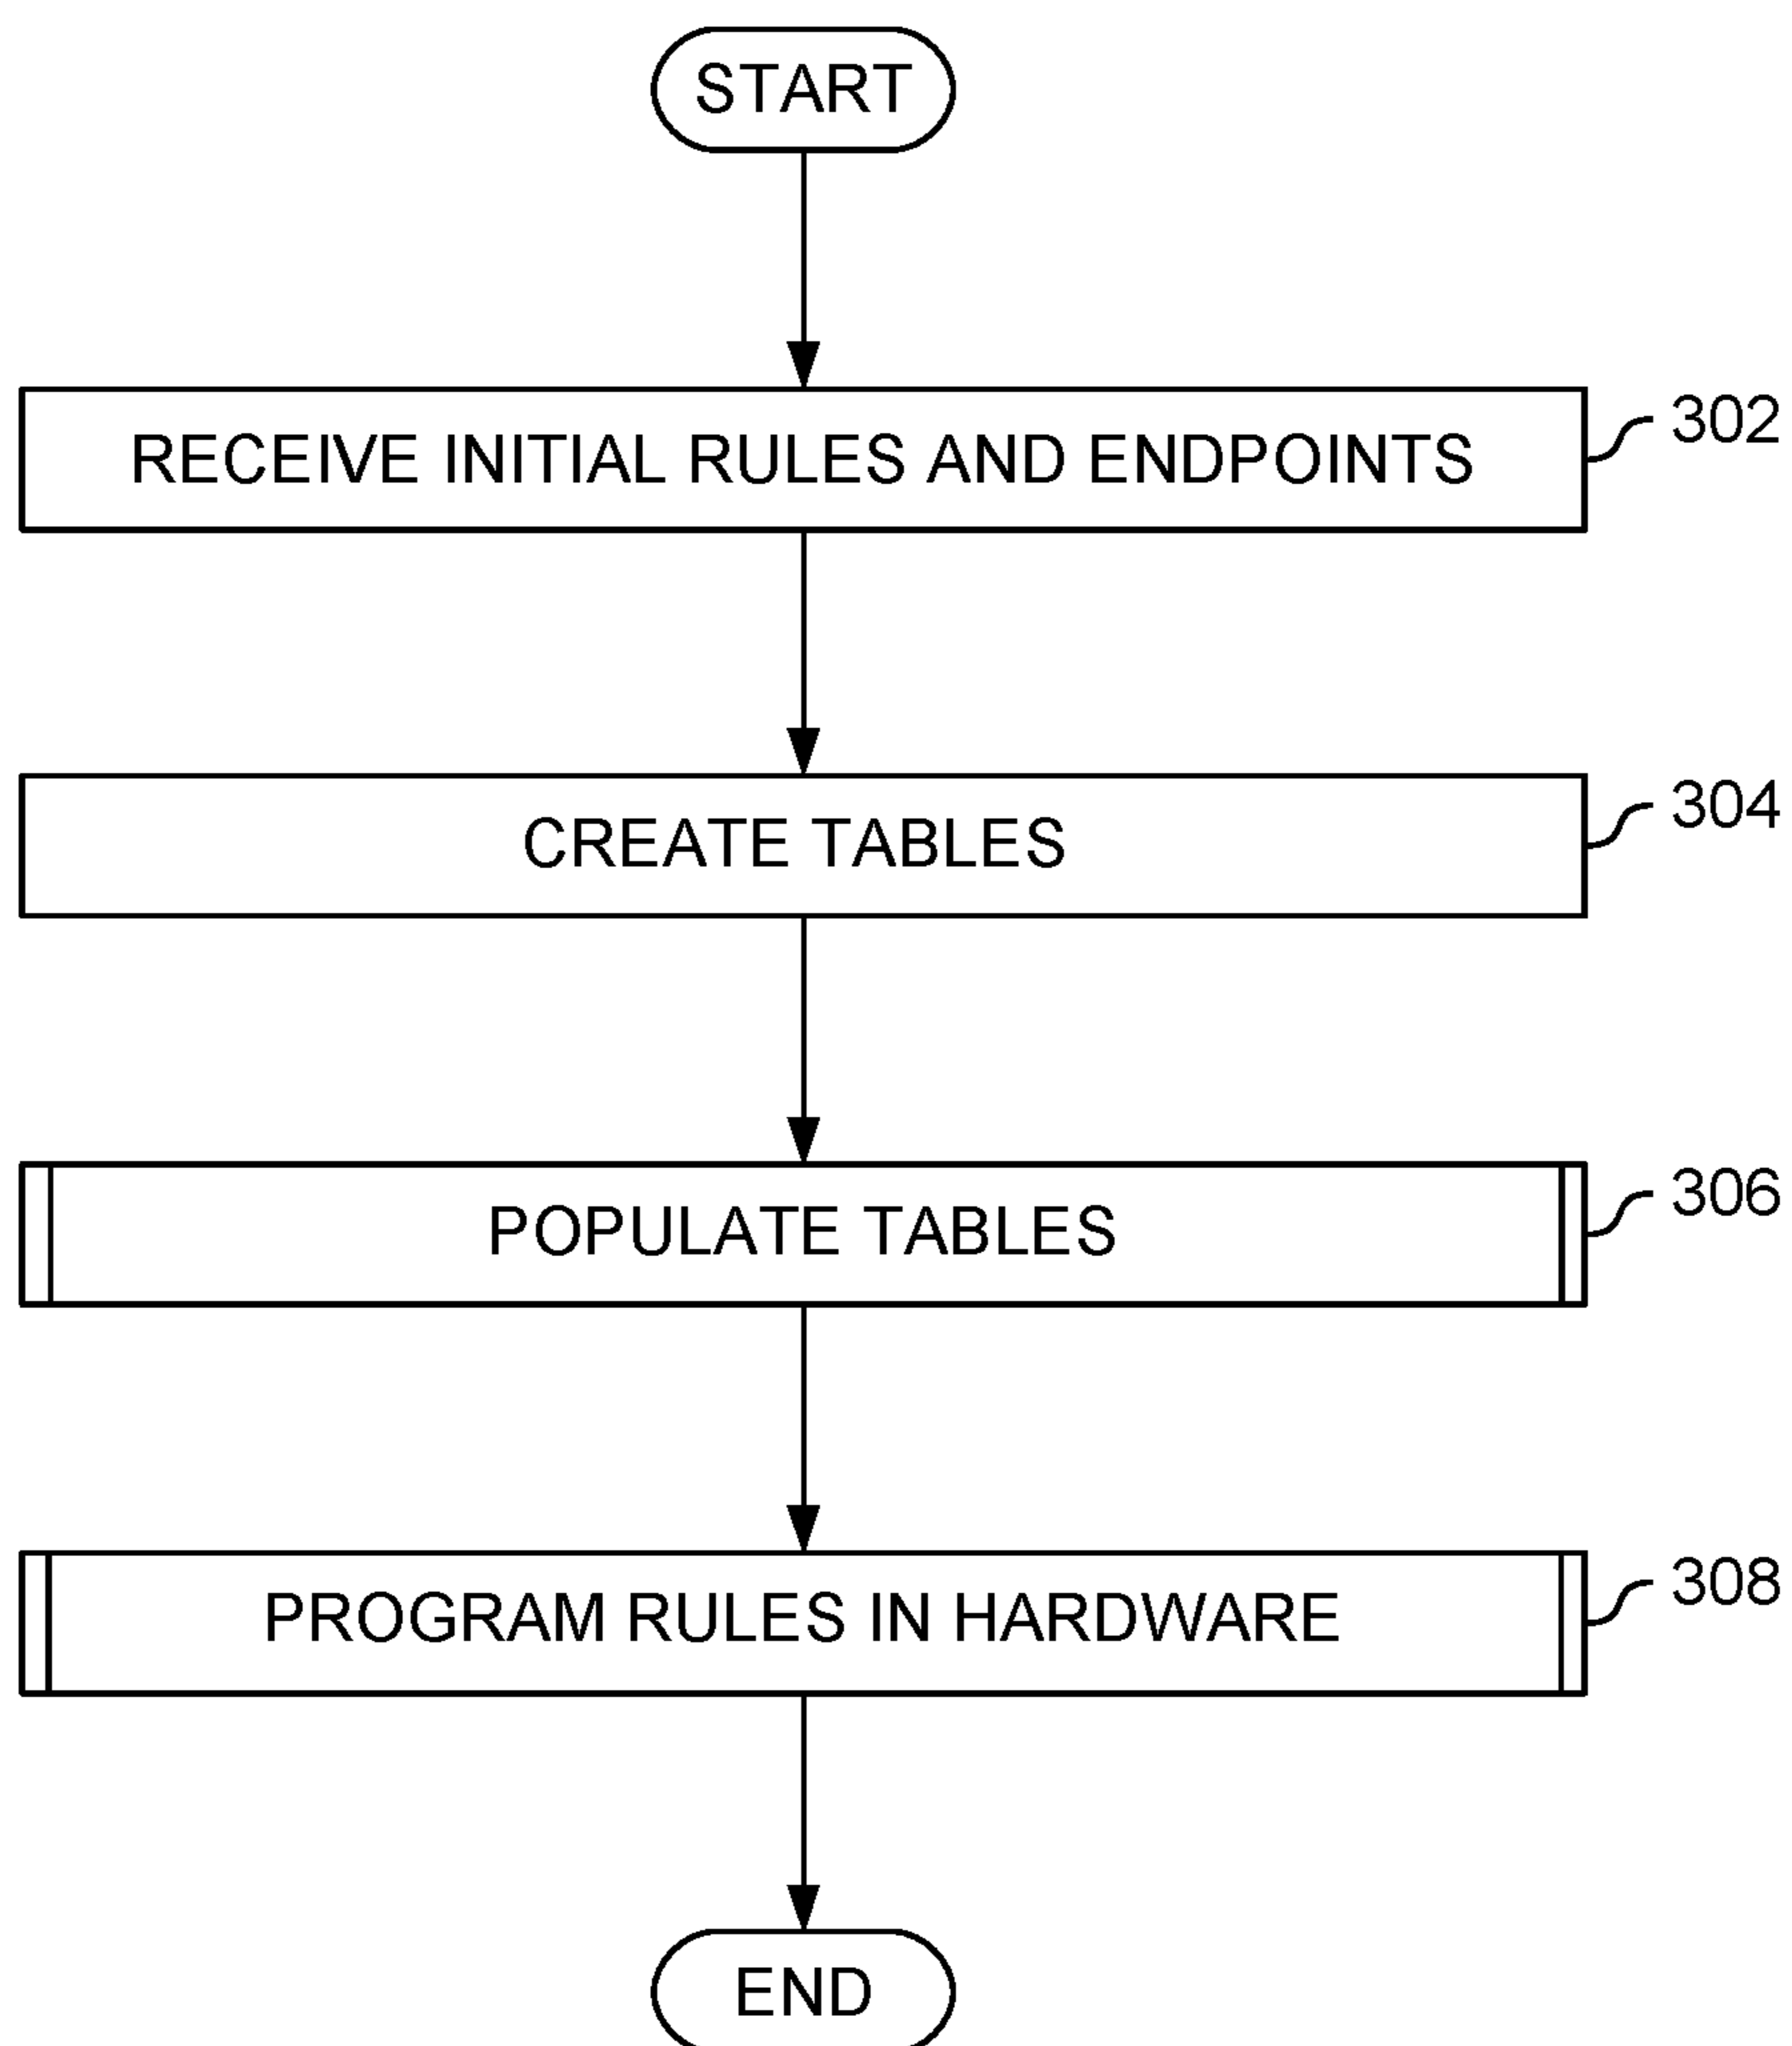 START
RECEIVE INITIAL RULES AND ENDPOINTS
302
CREATE TABLES
304
POPULATE TABLES
306
PROGRAM RULES IN HARDWARE
308
END